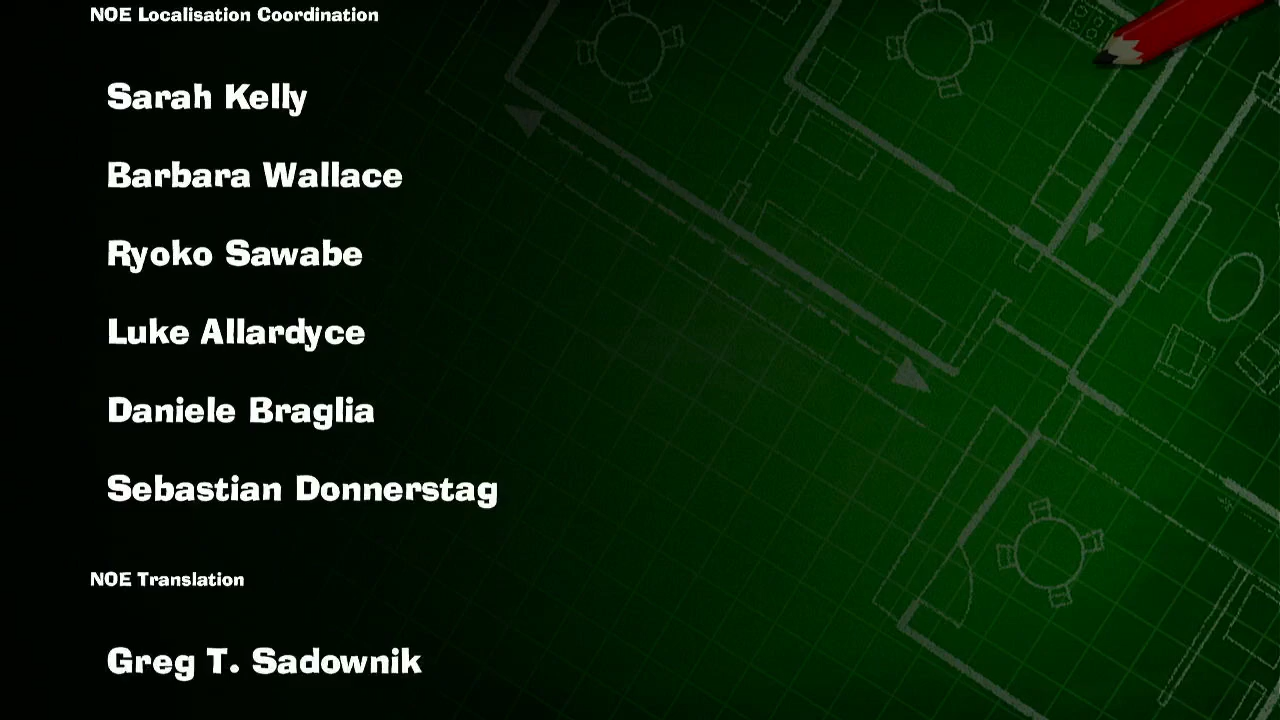 NOE Localisation Coordination
Sarah Kelly
Barbara Wallace
Ryoko Sawabe
Luke Allardyce
Daniele Braglia
Sebastian Donnerstag
NOE Translation
Greg T. Sadownik